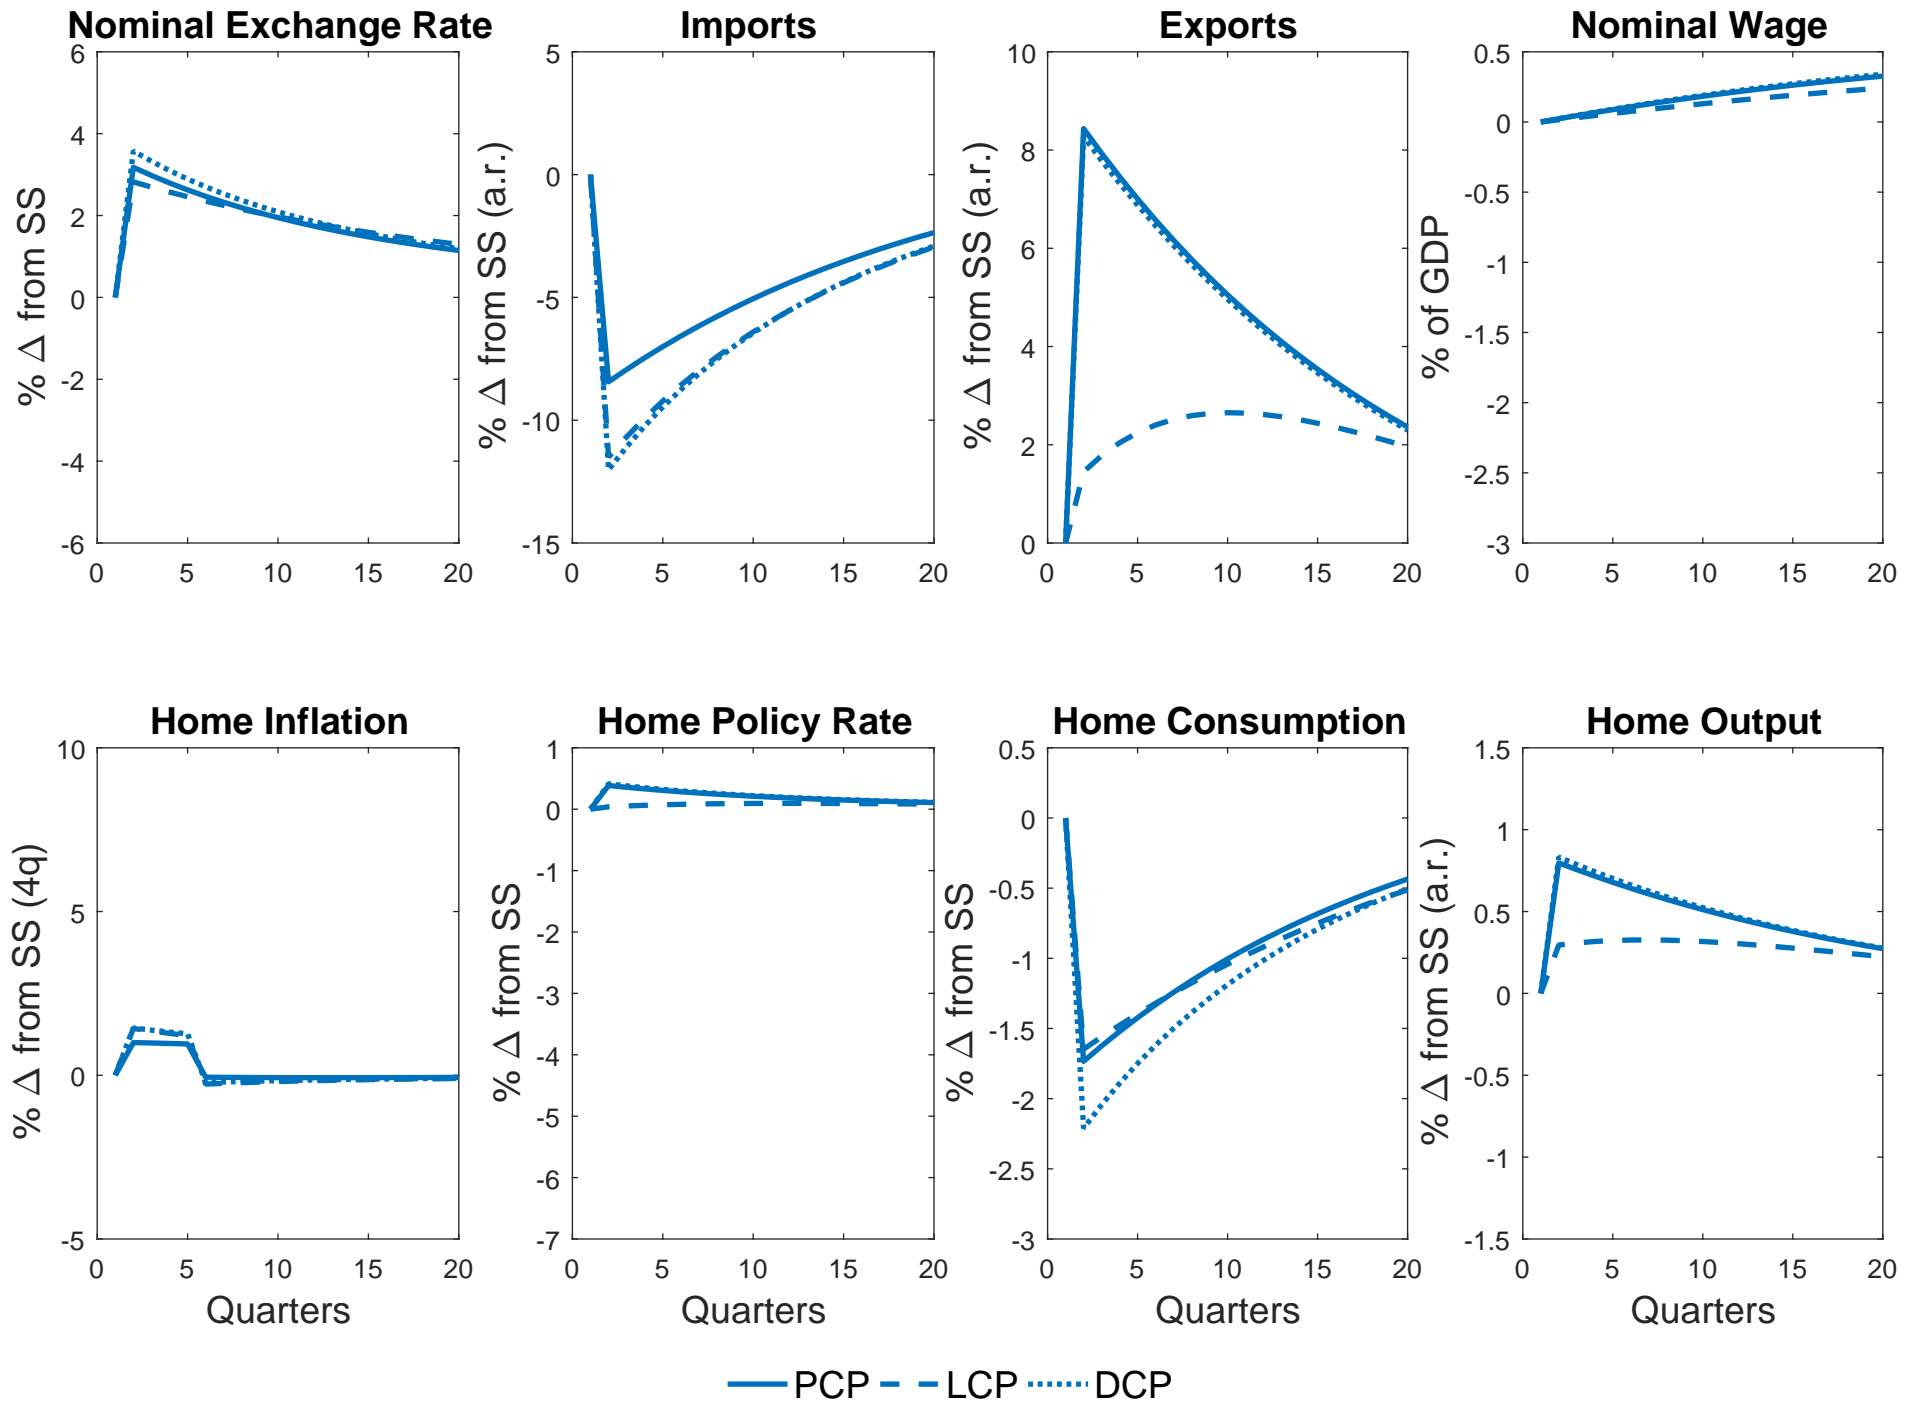 Nominal Exchange Rate
Imports
Exports
Nominal Wage
% Δ from SS
6
4
2
0
-2
-4
-6
0 5 10 15 20
% Δ from SS (a.r.)
5
0
-5
-10
-15
0 5 10 15 20
% Δ from SS (a.r.)
10
8
6
4
2
0
0 5 10 15 20
% of GDP
0.5
0
-0.5
-1
-1.5
-2
-2.5
-3
0 5 10 15 20
Home Inflation
Home Policy Rate
Home Consumption
Home Output
% Δ from SS (4q)
10
5
0
-5
0 5 10 15 20
Quarters
% Δ from SS
1
0
-1
-2
-3
-4
-5
-6
-7
0 5 10 15 20
Quarters
% Δ from SS
0.5
0
-0.5
-1
-1.5
-2
-2.5
-3
0 5 10 15 20
Quarters
% Δ from SS (a.r.)
1.5
1
0.5
0
-0.5
-1
-1.5
0 5 10 15 20
Quarters
PCP LCP DCP